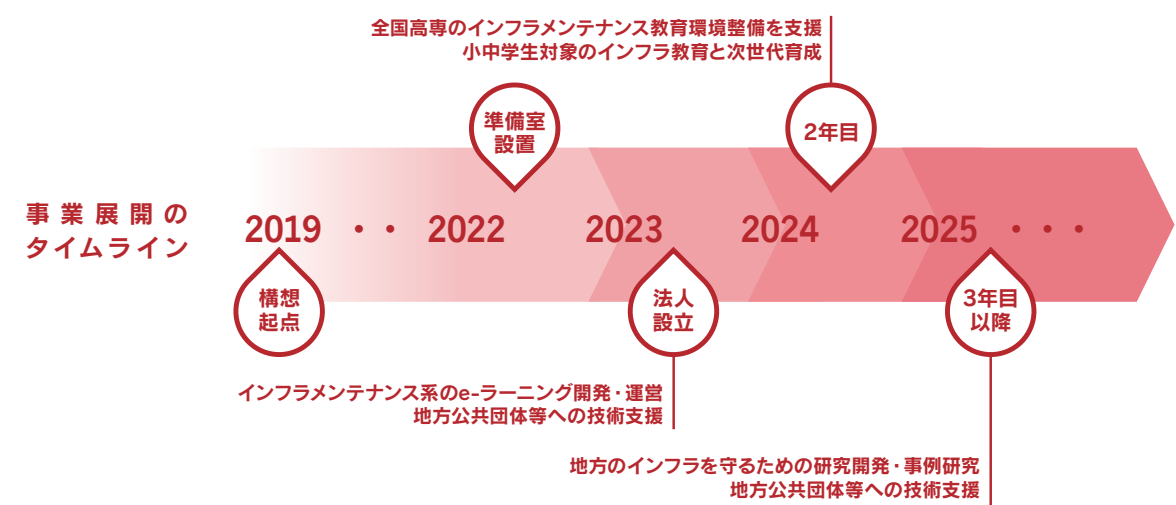 全国高専のインフラメンテナンス教育環境整備を支援
小中学生対象のインフラ教育と次世代育成
準備室
設置
2年目
事業展開の
タイムライン
2019 ・・ 2022 2023 2024 2025 ・・・
構想
起点
法人
設立
3年目
以降
インフラメンテナンス系のe-ラーニング開発・運営
地方公共団体等への技術支援
地方のインフラを守るための研究開発・事例研究
地方公共団体等への技術支援